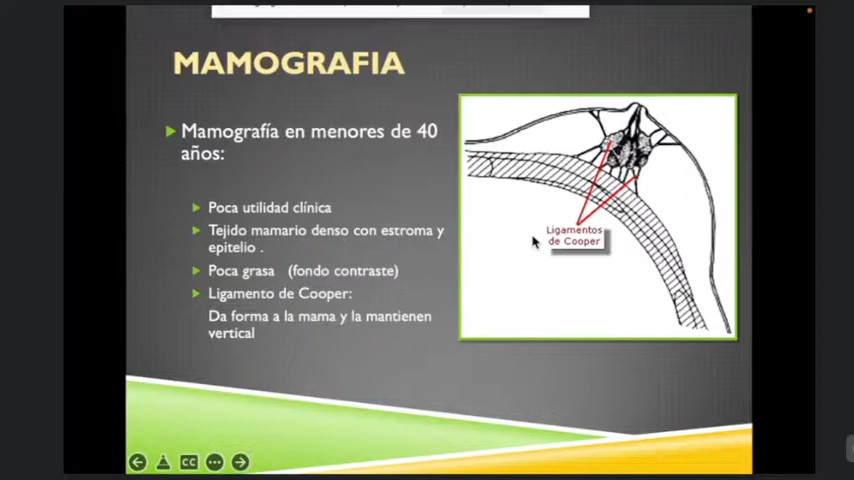 MAMOGRAFIA
Mamografía en menores de 40
años:
Poca utilidad clínica
Tejido mamario denso con estroma y
epitelio .
Poca grasa (fondo contraste)
Ligamento de Cooper:
Da forma a la mama y la mantienen
vertical
Ligamentos
de Cooper
CC